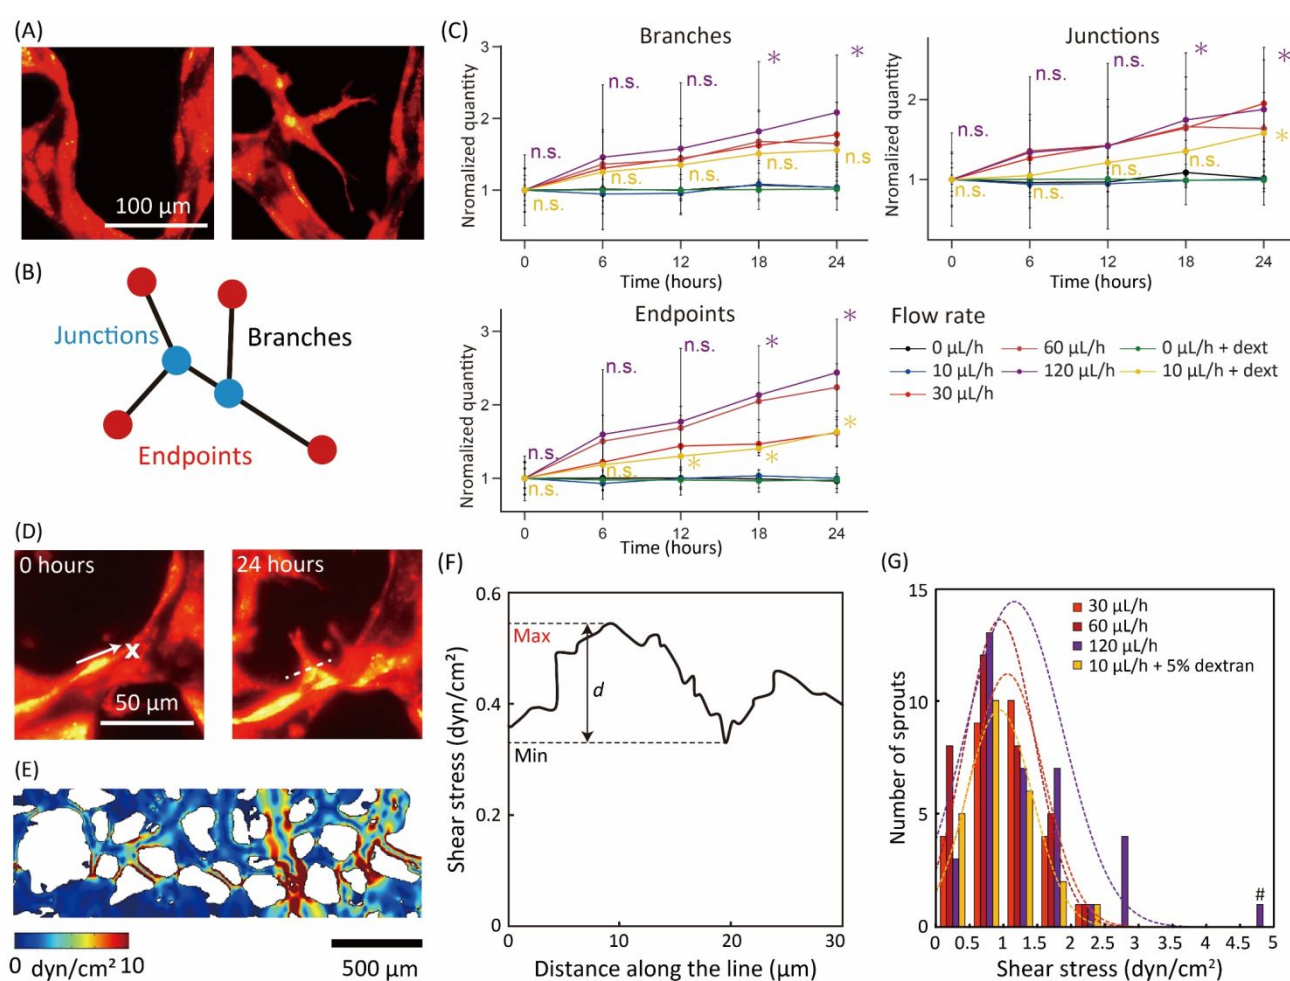 (A)
100 µm
(B)
Junctions
Branches
Endpoints
(C)
Branches
Nromalized quantity
3
2
1
n.s.
n.s.
n.s.
*
*
n.s.
n.s.
n.s.
n.s.
n.s
0
6
12
18
24
Time (hours)
Junctions
Nromalized quantity
2
1
n.s.
n.s.
n.s.
*
*
n.s.
n.s.
n.s.
n.s.
*
0
6
12
18
24
Time (hours)
Endpoints
Nromalized quantity
3
2
1
n.s.
n.s.
n.s.
*
*
n.s.
n.s.
*
*
*
0
6
12
18
24
Time (hours)
Flow rate
0 µL/h
10 µL/h
30 µL/h
60 µL/h
120 µL/h
0 µL/h + dext
10 µL/h + dext
(D)
0 hours
x
50 µm
24 hours
(E)
0
dyn/cm²
10
500 µm
(F)
Shear stress (dyn/cm²)
0.6
0.4
0.2
0
Max
d
Min
0
10
20
30
Distance along the line (µm)
(G)
Number of sprouts
15
10
5
0
30 µL/h
60 µL/h
120 µL/h
10 µL/h + 5% dextran
#
0
0.5
1
1.5
2
2.5
3
3.5
4
4.5
5
Shear stress (dyn/cm²)